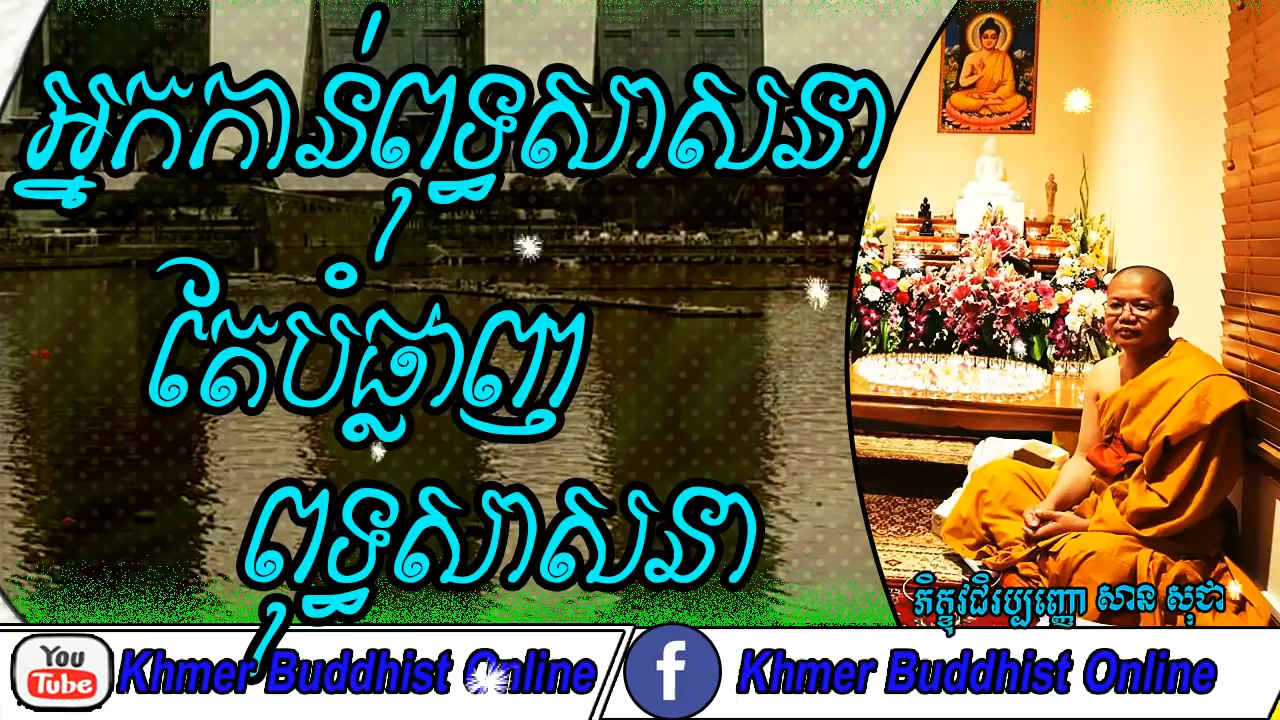 អ្នកកាន់ពុទ្ធសាសនា
តែបំផ្លាញ
ពុទ្ធសាសនា
ភិក្ខុវជិរប្បញ្ញោ សាន សុជា
You Tube Khmer Buddhist Online
f Khmer Buddhist Online